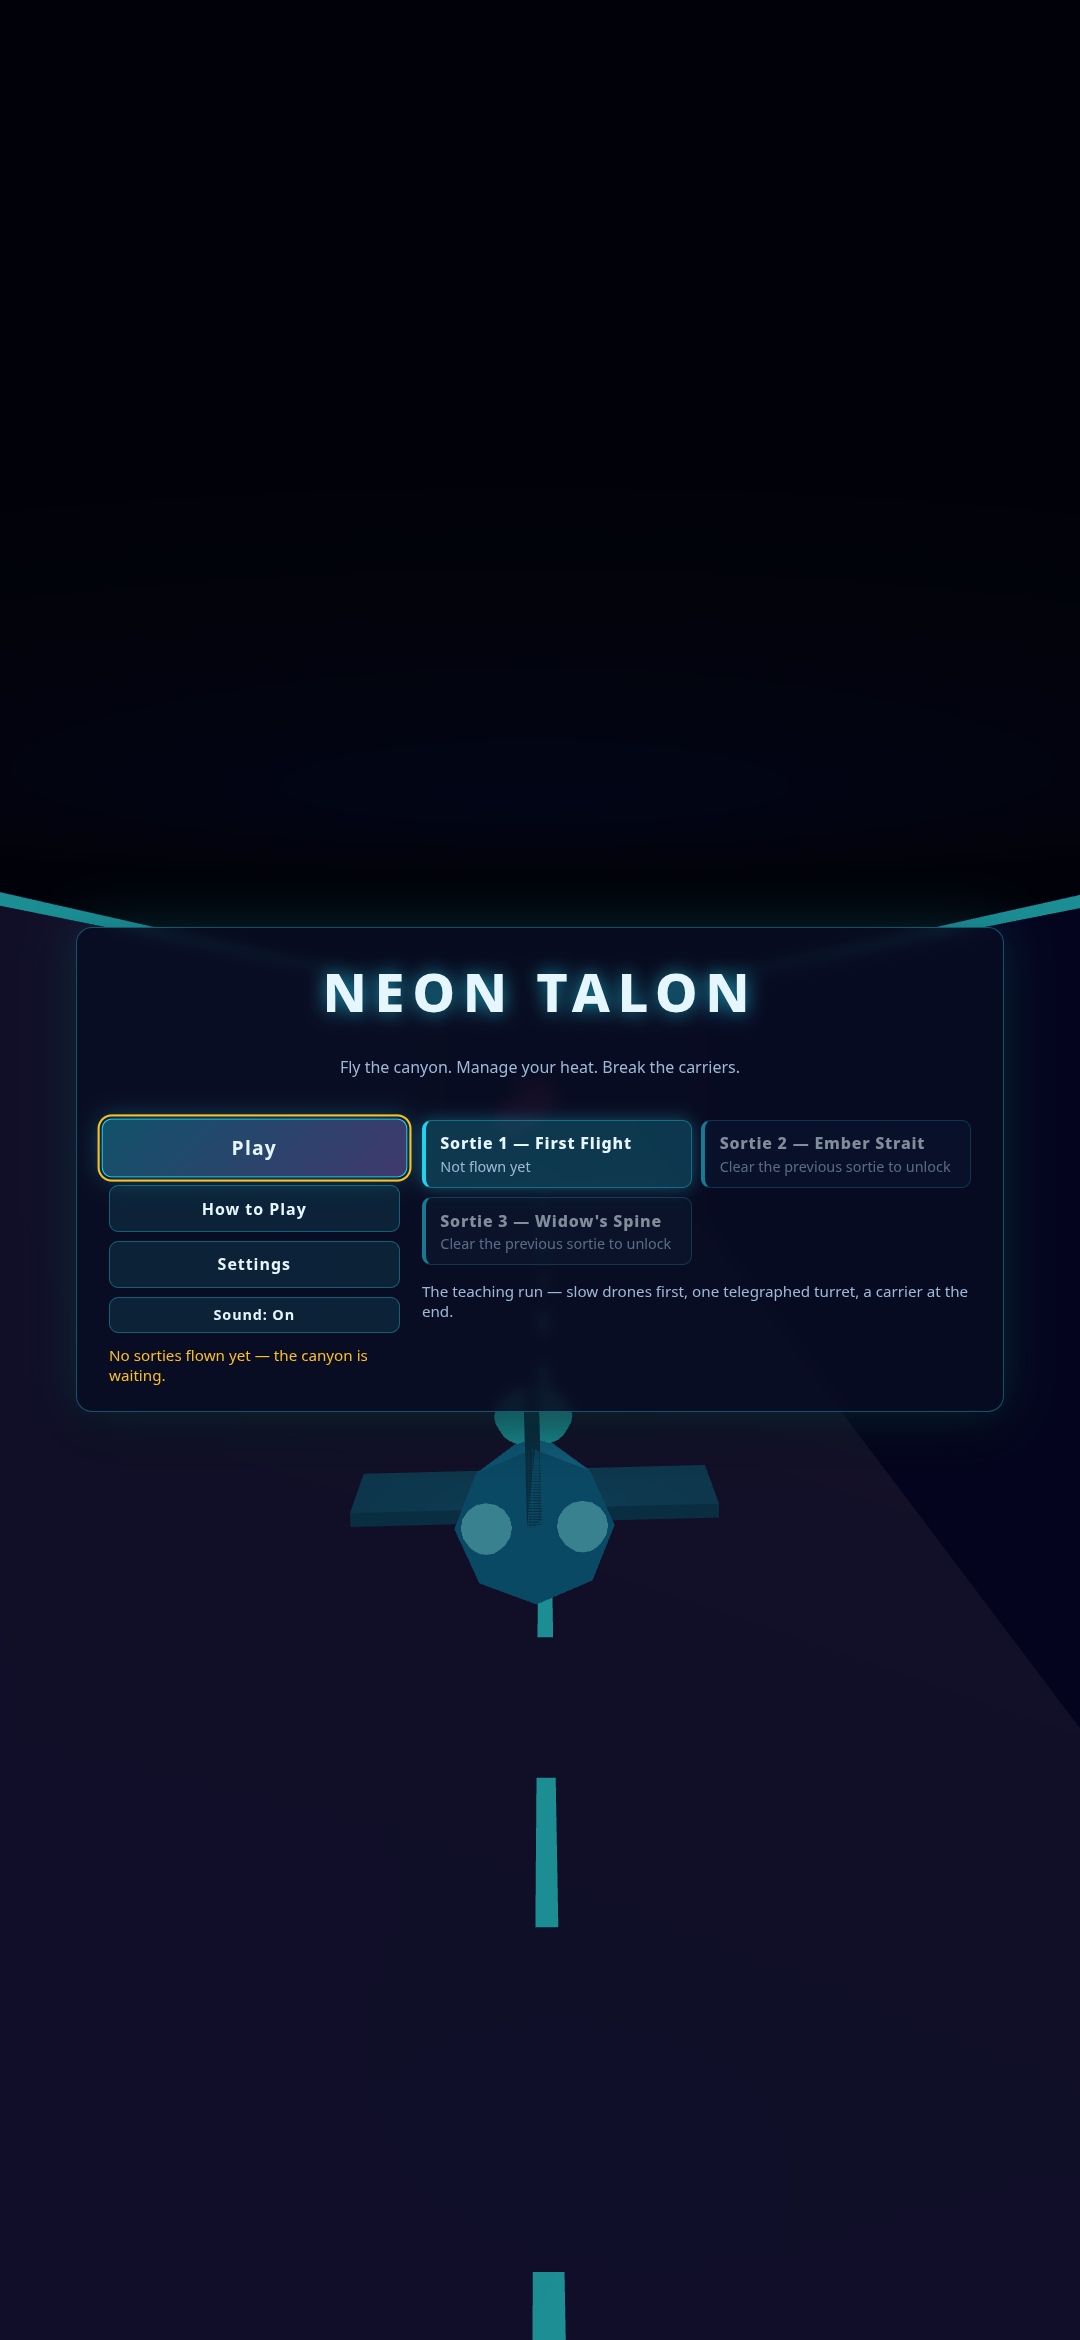 NEON TALON
Fly the canyon. Manage your heat. Break the carriers.
Play
How to Play
Settings
Sound: On
No sorties flown yet — the canyon is
waiting.
Sortie 1 — First Flight
Not flown yet
Sortie 2 — Ember Strait
Clear the previous sortie to unlock
Sortie 3 — Widow's Spine
Clear the previous sortie to unlock
The teaching run — slow drones first, one telegraphed turret, a carrier at the
end.